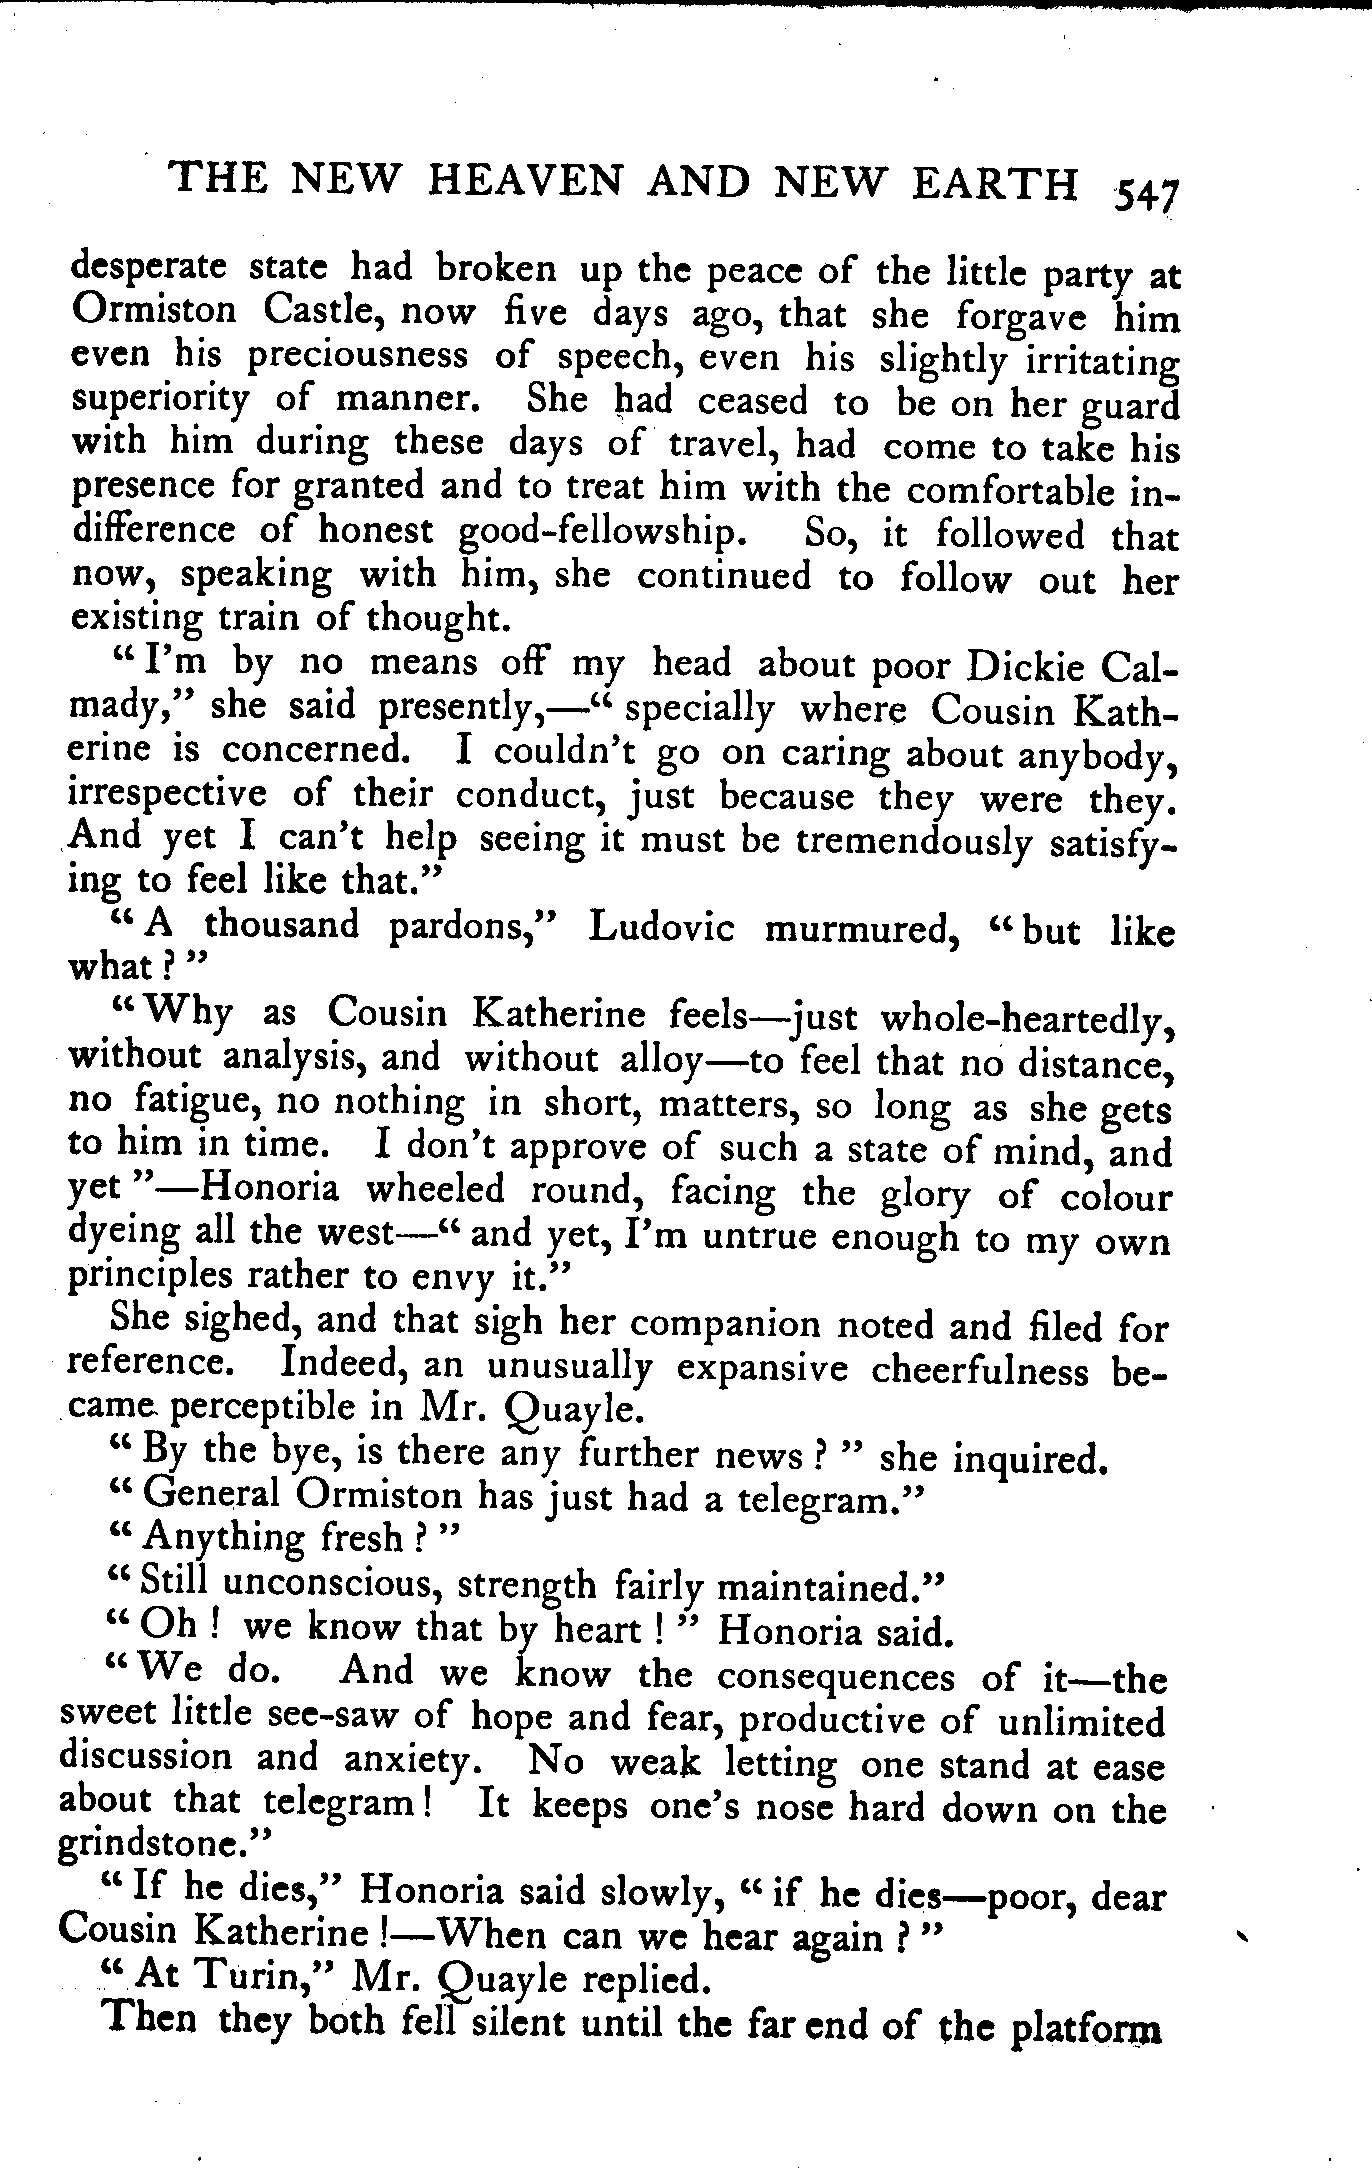 THE NEW HEAVEN AND NEW EARTH 547
desperate state had broken up the peace of the little party at
Ormiston Castle, now five days ago, that she forgave him
even his preciousness of speech, even his slightly irritating
superiority of manner. She had ceased to be on her guard
with him during these days of travel, had come to take his
presence for granted and to treat him with the comfortable in-
difference of honest good-fellowship. So, it followed that
now, speaking with him, she continued to follow out her
existing train of thought.
“I’m by no means off my head about poor Dickie Cal-
mady,” she said presently,—“specially where Cousin Kath-
erine is concerned. I couldn’t go on caring about anybody,
irrespective of their conduct, just because they were they.
And yet I can’t help seeing it must be tremendously satisfy-
ing to feel like that.”
“A thousand pardons,” Ludovic murmured, “but like
what?”
“Why as Cousin Katherine feels—just whole-heartedly,
without analysis, and without alloy—to feel that no distance,
no fatigue, no nothing in short, matters, so long as she gets
to him in time. I don’t approve of such a state of mind, and
yet”—Honoria wheeled round, facing the glory of colour
dyeing all the west—“and yet, I’m untrue enough to my own
principles rather to envy it.”
She sighed, and that sigh her companion noted and filed for
reference. Indeed, an unusually expansive cheerfulness be-
came perceptible in Mr. Quayle.
“By the bye, is there any further news?” she inquired.
“General Ormiston has just had a telegram.”
“Anything fresh?”
“Still unconscious, strength fairly maintained.”
“Oh! we know that by heart!” Honoria said.
“We do. And we know the consequences of it—the
sweet little see-saw of hope and fear, productive of unlimited
discussion and anxiety. No weak letting one stand at ease
about that telegram! It keeps one’s nose hard down on the
grindstone.”
“If he dies,” Honoria said slowly, “if he dies—poor, dear
Cousin Katherine!—When can we hear again?”
“At Turin,” Mr. Quayle replied.
Then they both fell silent until the far end of the platform